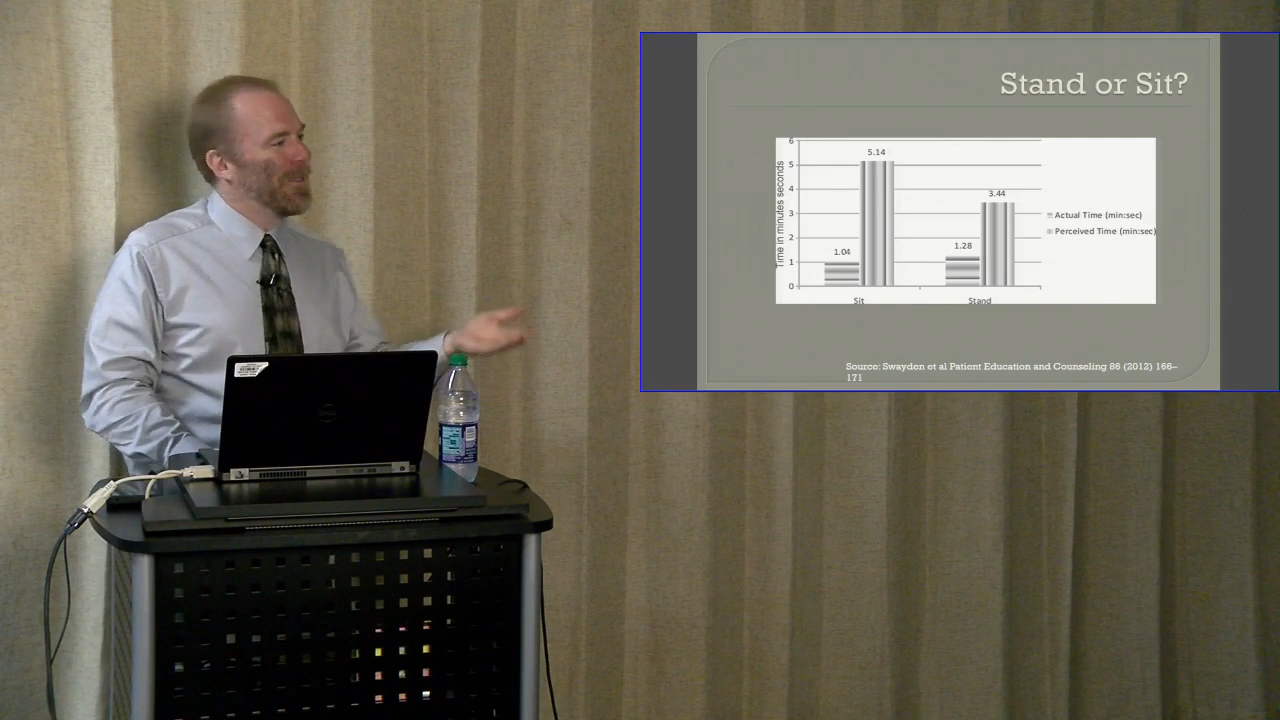 Stand or Sit?
6
5
4
3
2
1
0
Time in minutes seconds
5.14
1.04
3.44
1.28
Sit
Stand
Actual Time (min:sec)
Perceived Time (min:sec)
Source: Swayden et al Patient Education and Counseling 86 (2012) 166–
171
DELL